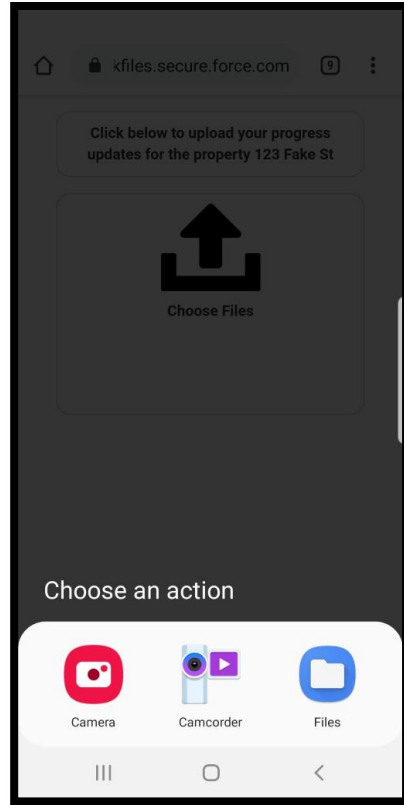 kfiles.secure.force.com
9
Click below to upload your progress
updates for the property 123 Fake St
Choose Files
Choose an action
Camera
Camcorder
Files